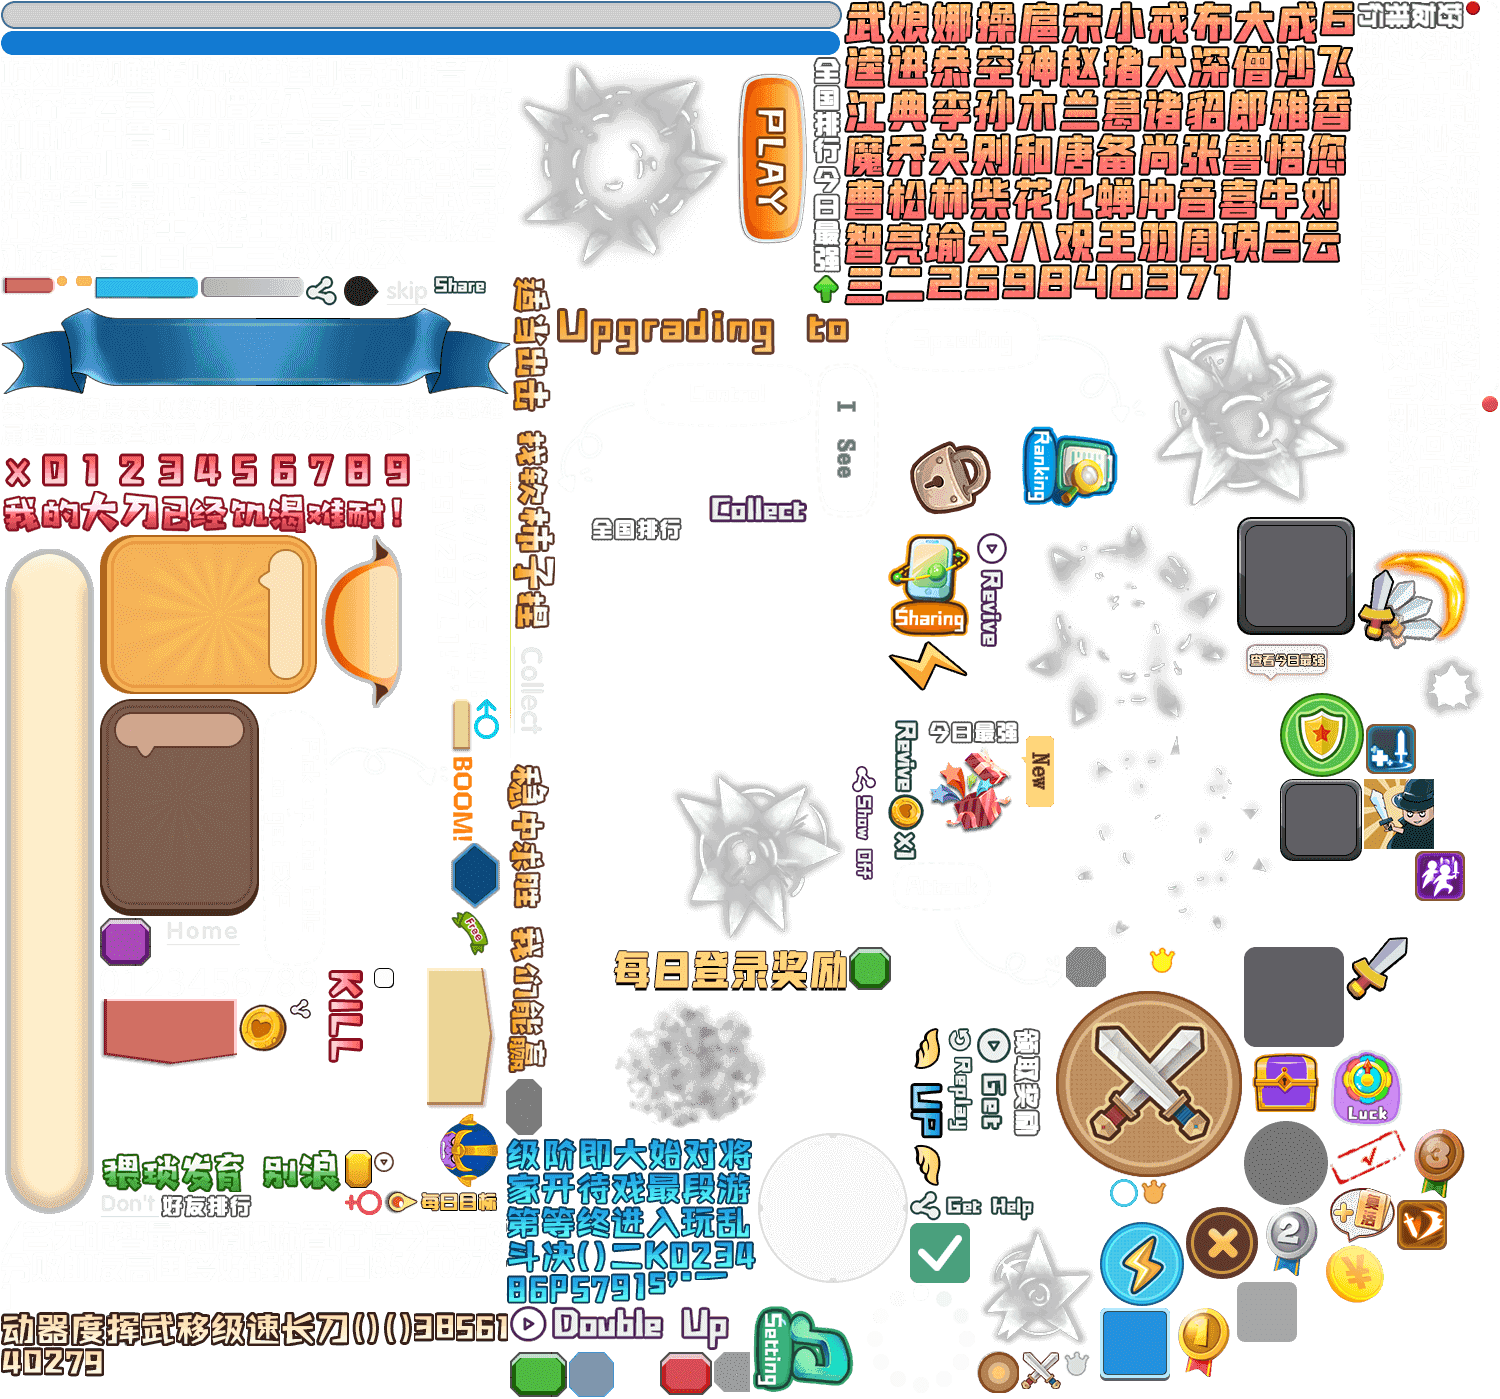 武娘娜操扈宋小戒布大成6
逵进恭空神赵猪犬深僧沙飞
江典李孙木兰葛诸貂郎雅香
魔乔关则和唐备尚张鲁悟您
曹松林柴花化蝉冲音喜牛刘
智亮瑜天八观王羽周项吕云
三二259840371
PLAY
全国排行今日最强
skip
Share
适当出击
Upgrading to
I See
找软柿子捏
Ranking
x0123456789
我的大刀已经饥渴难耐!
Collect
全国排行
Sharing
Revive
查看今日最强
Collect
BOOM!
稳中求胜
Revive
X1
今日最强
New
Show Off
Free
Home
我们能赢
每日登录奖励
KILL
UP
Replay
Get
领取奖励
Luck
猥琐发育 别浪
Don't
好友排行
每日目标
级阶即大始对将
家开待戏最段游
第等终进入玩乱
斗决()二K0234
86P57915''一
Get Help
3
2
1
动器度挥武移级速长刀()()38561
40279
Double Up
Setting